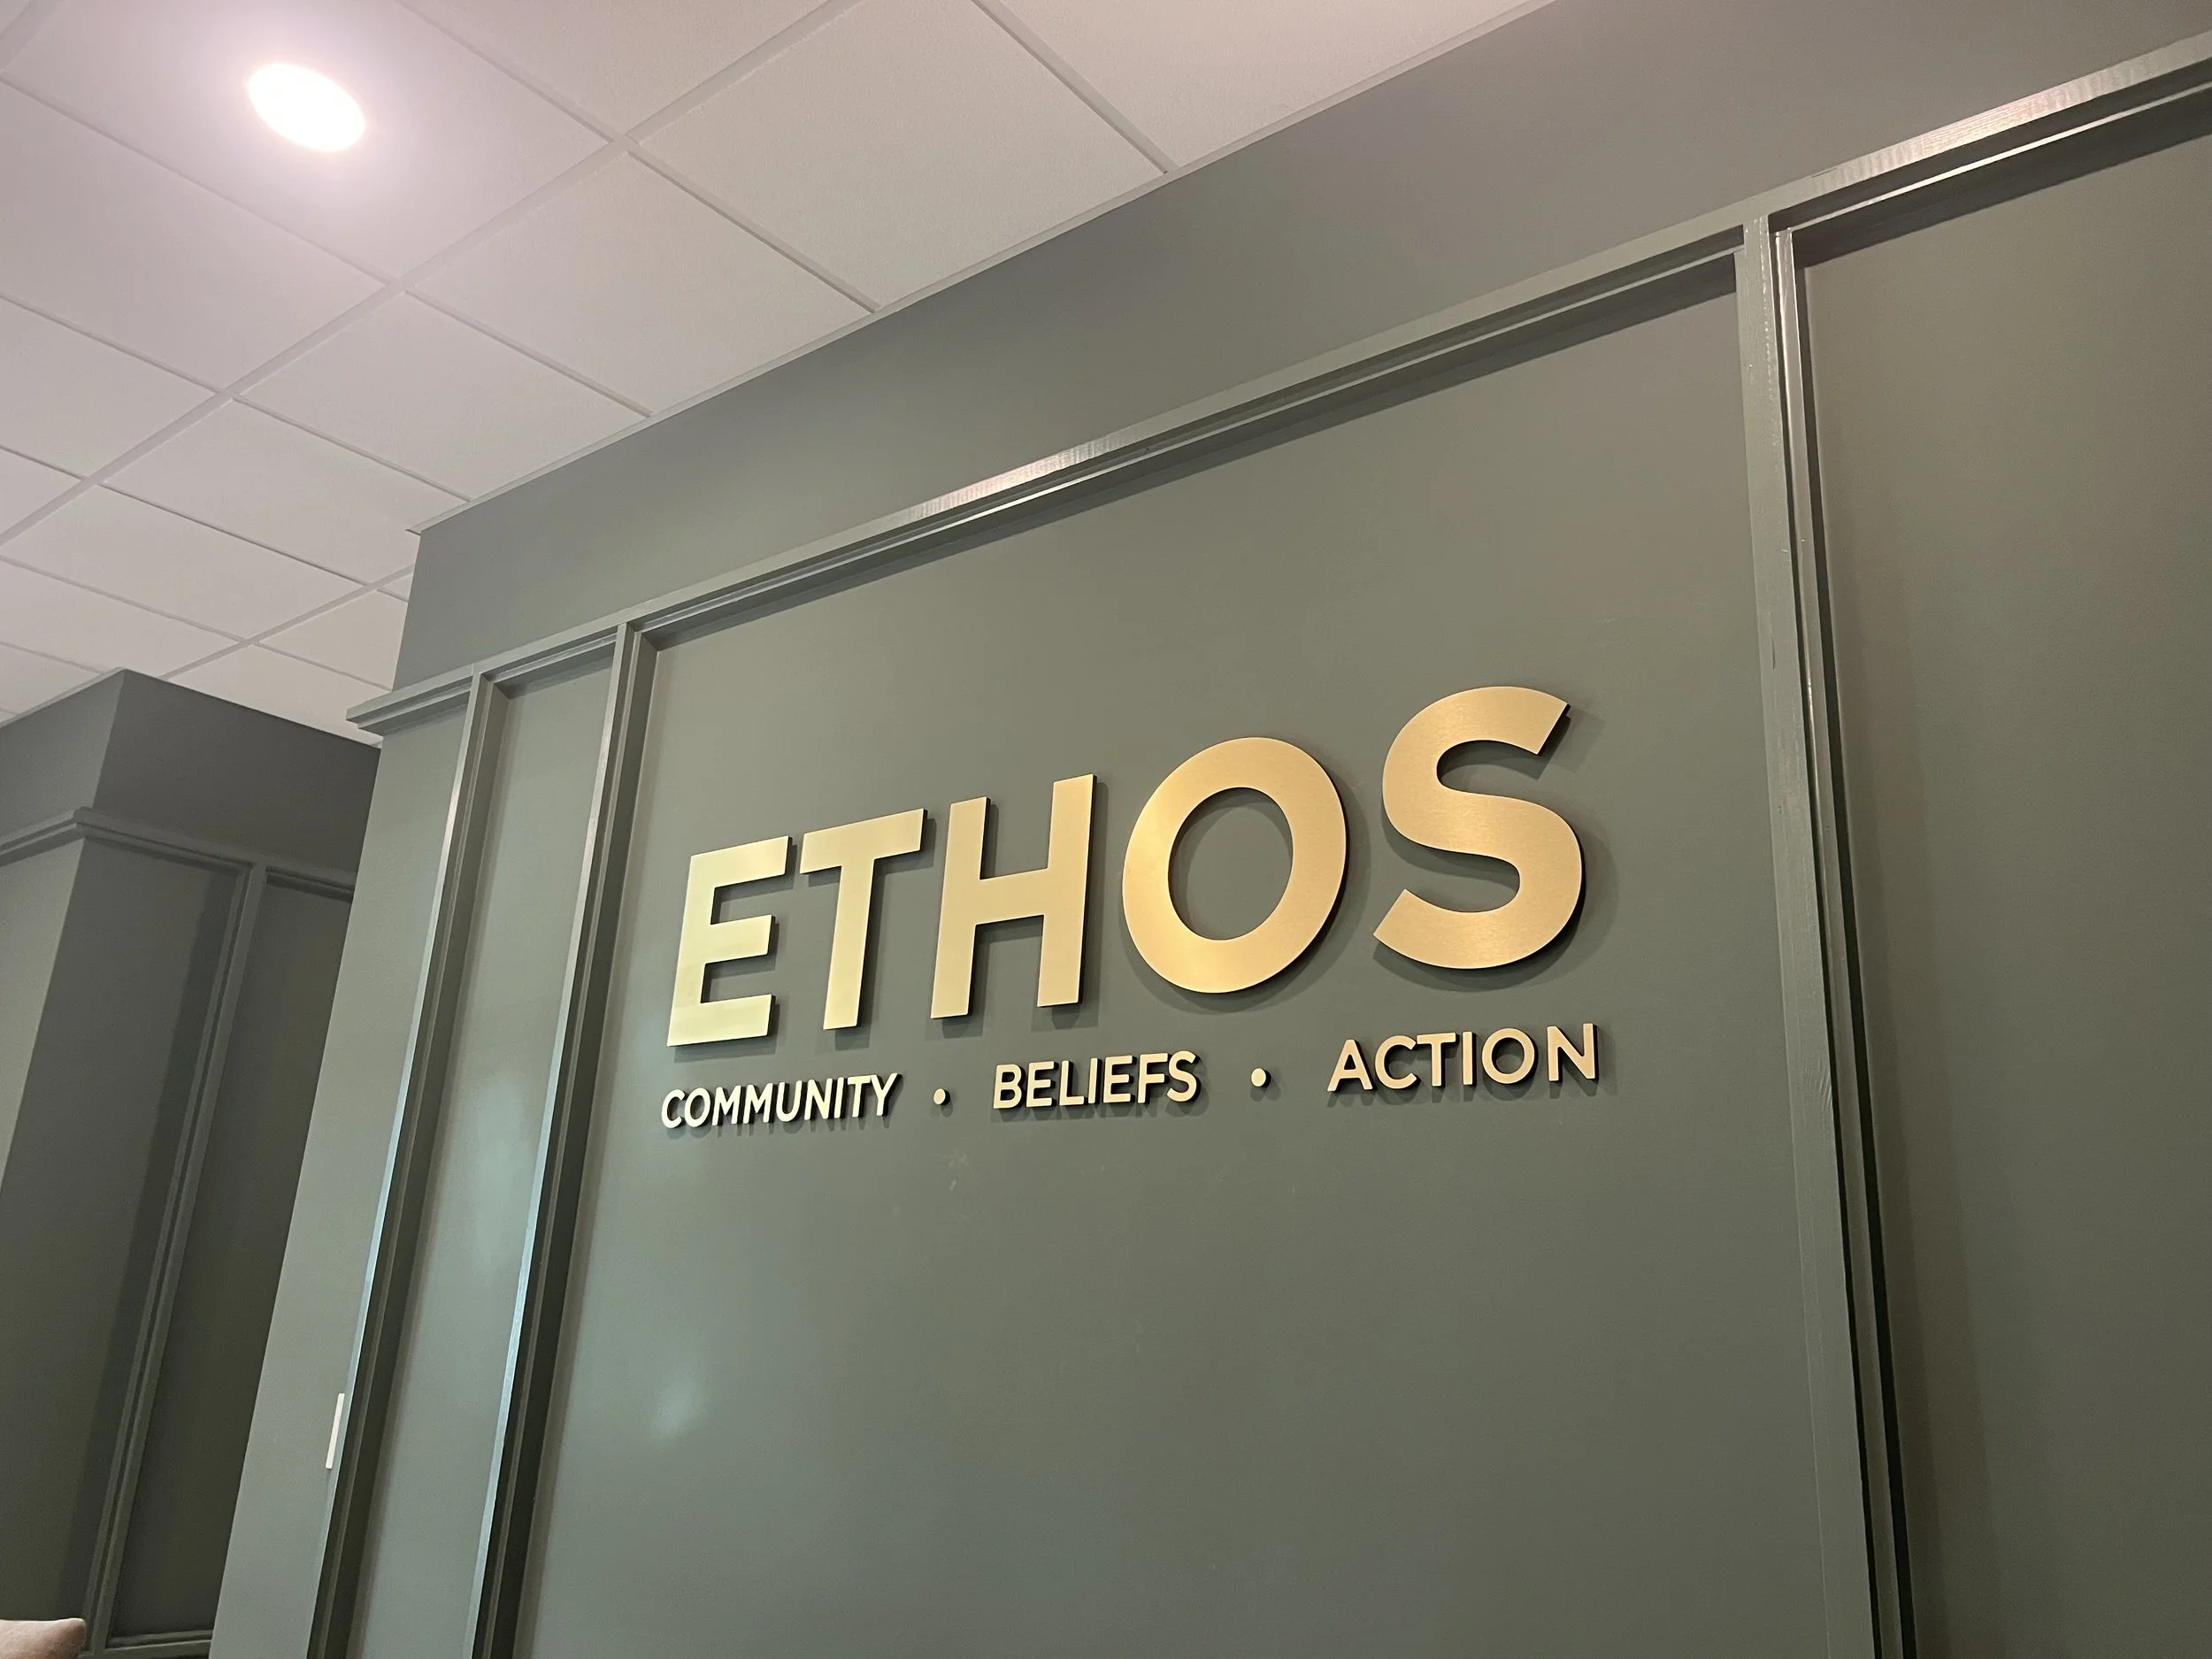 ETHOS
COMMUNITY • BELIEFS • ACTION